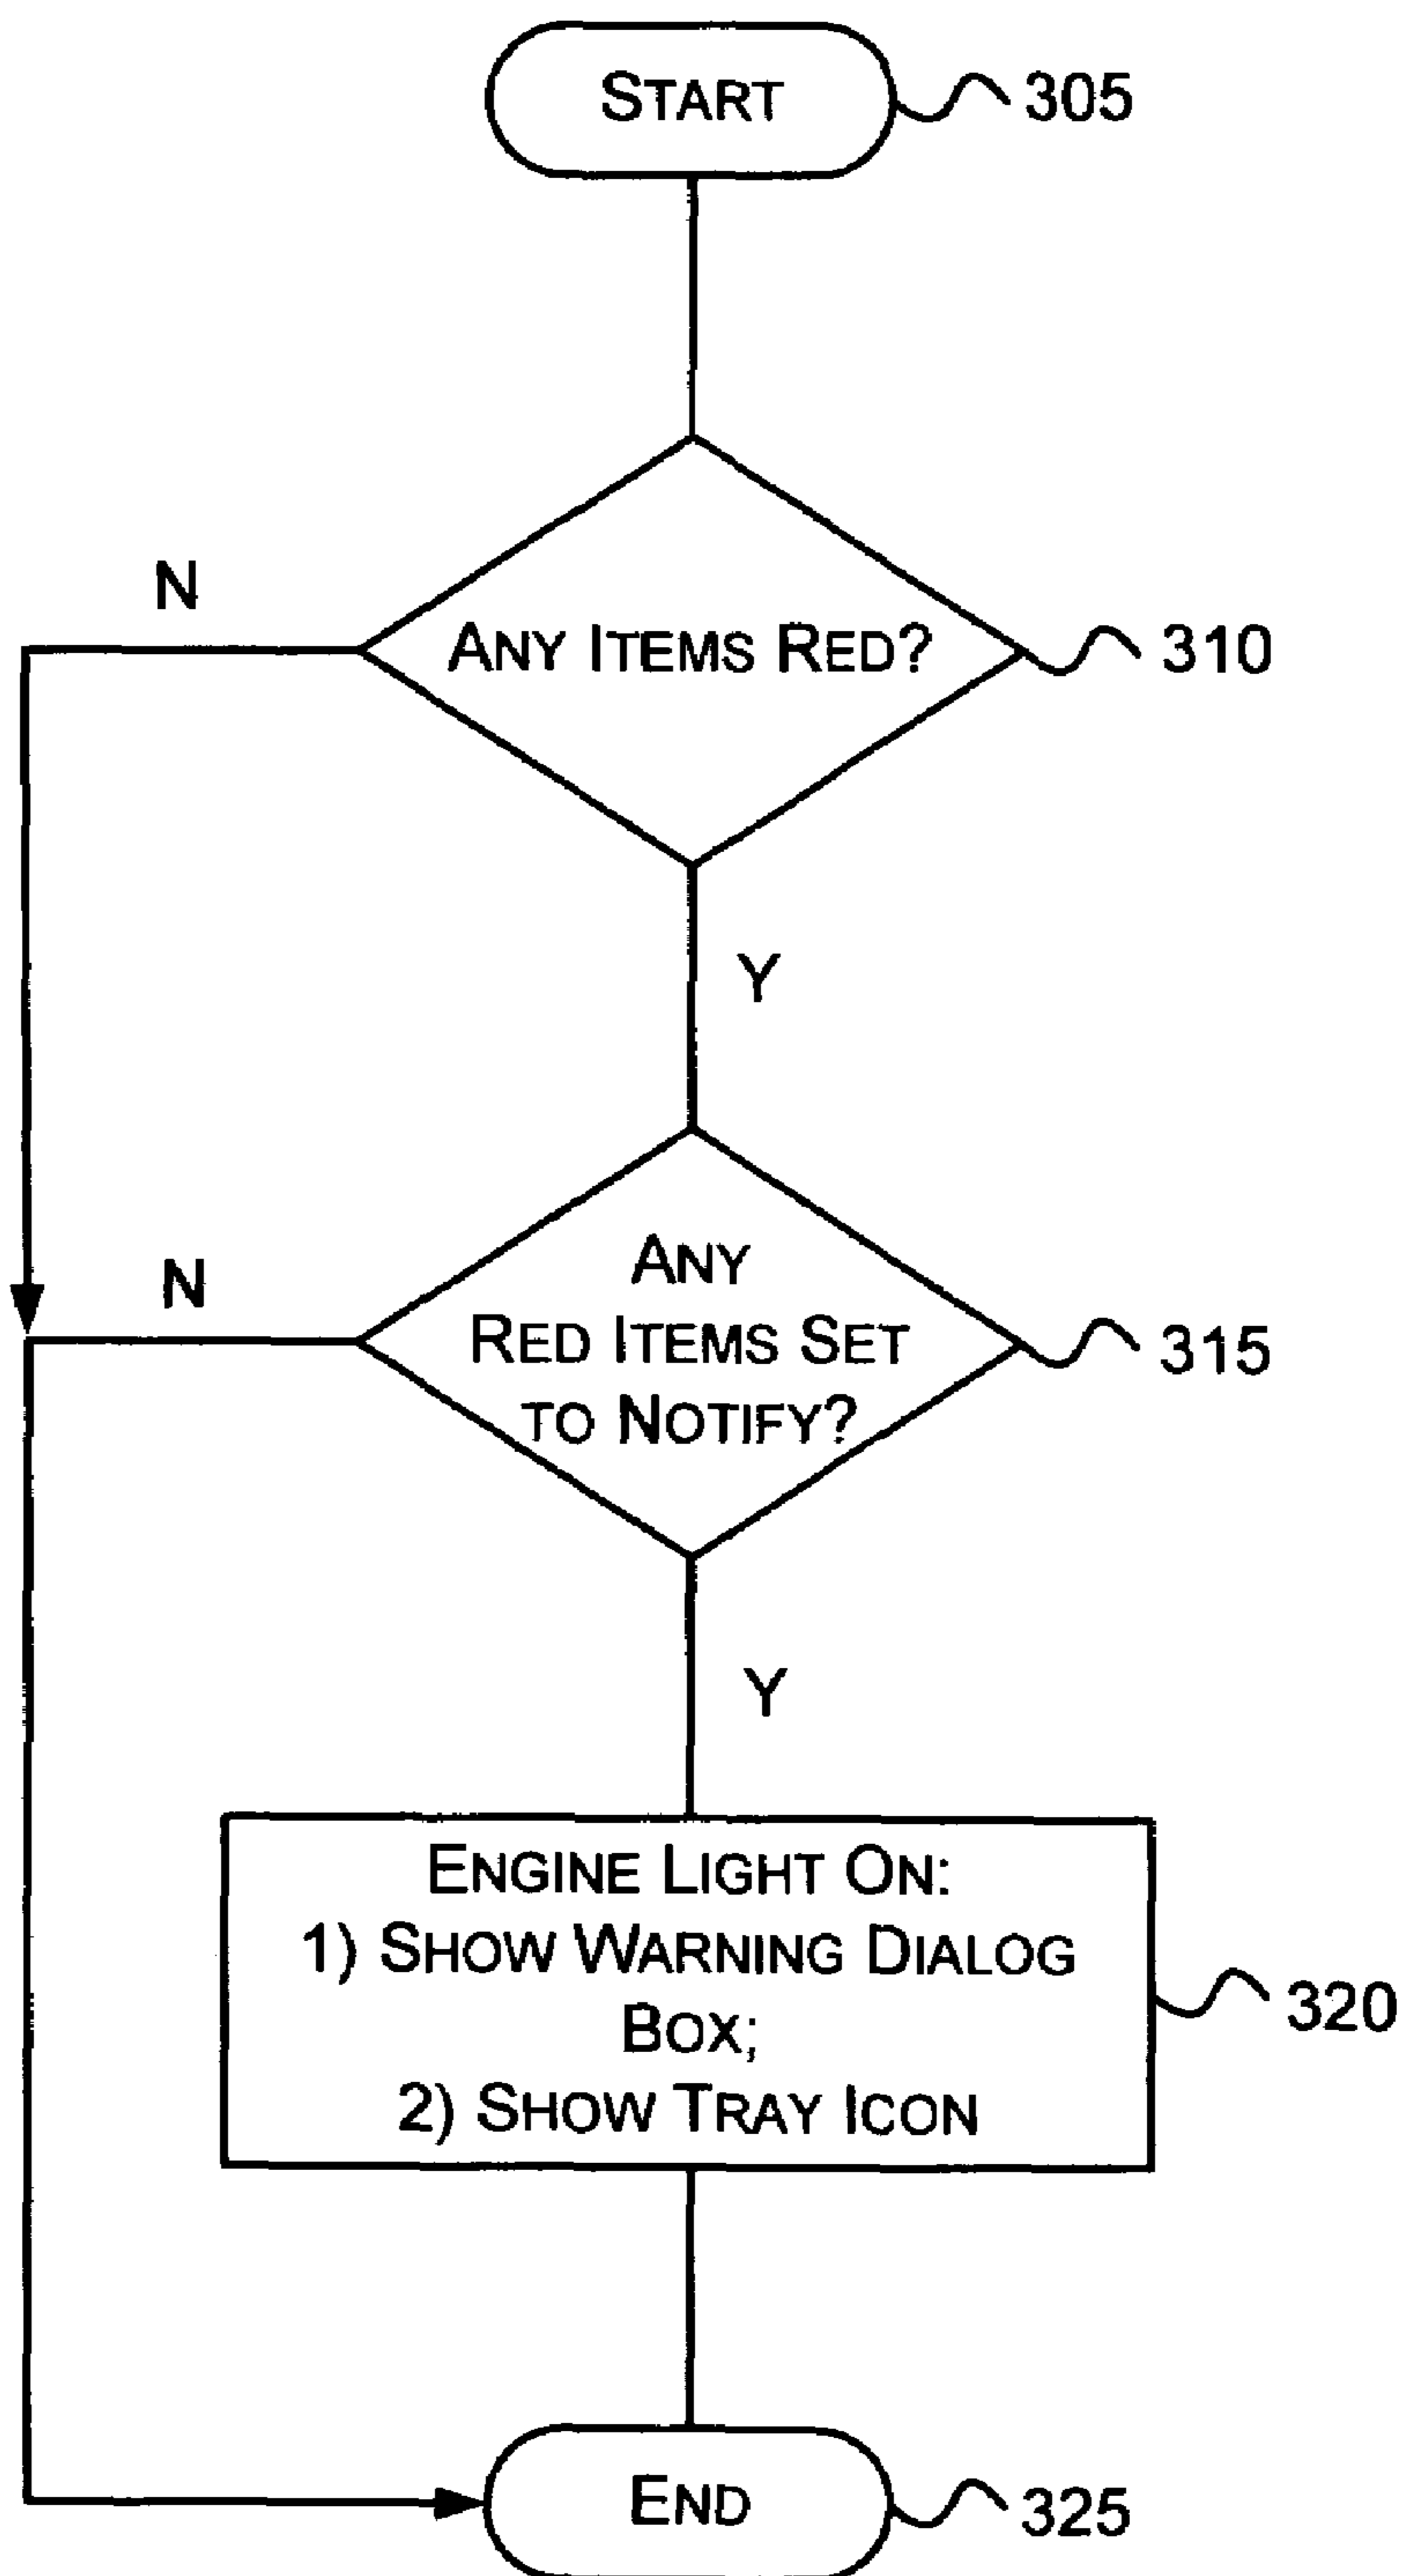 START
305
N
ANY ITEMS RED?
310
Y
N
ANY
RED ITEMS SET
TO NOTIFY?
315
Y
ENGINE LIGHT ON:
1) SHOW WARNING DIALOG
BOX;
2) SHOW TRAY ICON
320
END
325